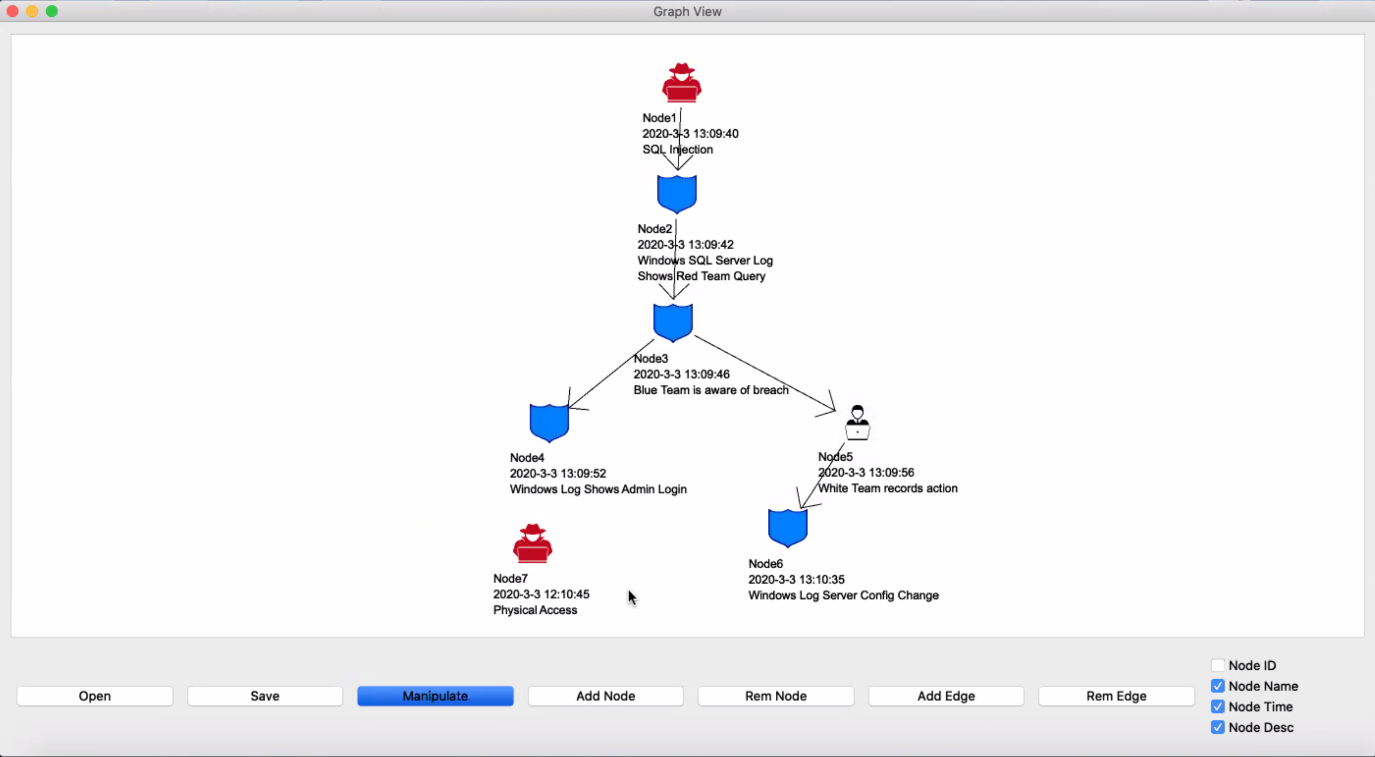 Graph View
Node1
2020-3-3 13:09:40
SQL Injection
Node2
2020-3-3 13:09:42
Windows SQL Server Log
Shows Red Team Query
Node3
2020-3-3 13:09:46
Blue Team is aware of breach
Node4
2020-3-3 13:09:52
Windows Log Shows Admin Login
Node5
2020-3-3 13:09:56
White Team records action
Node7
2020-3-3 12:10:45
Physical Access
Node6
2020-3-3 13:10:35
Windows Log Server Config Change
Open
Save
Manipulate
Add Node
Rem Node
Add Edge
Rem Edge
Node ID
Node Name
Node Time
Node Desc